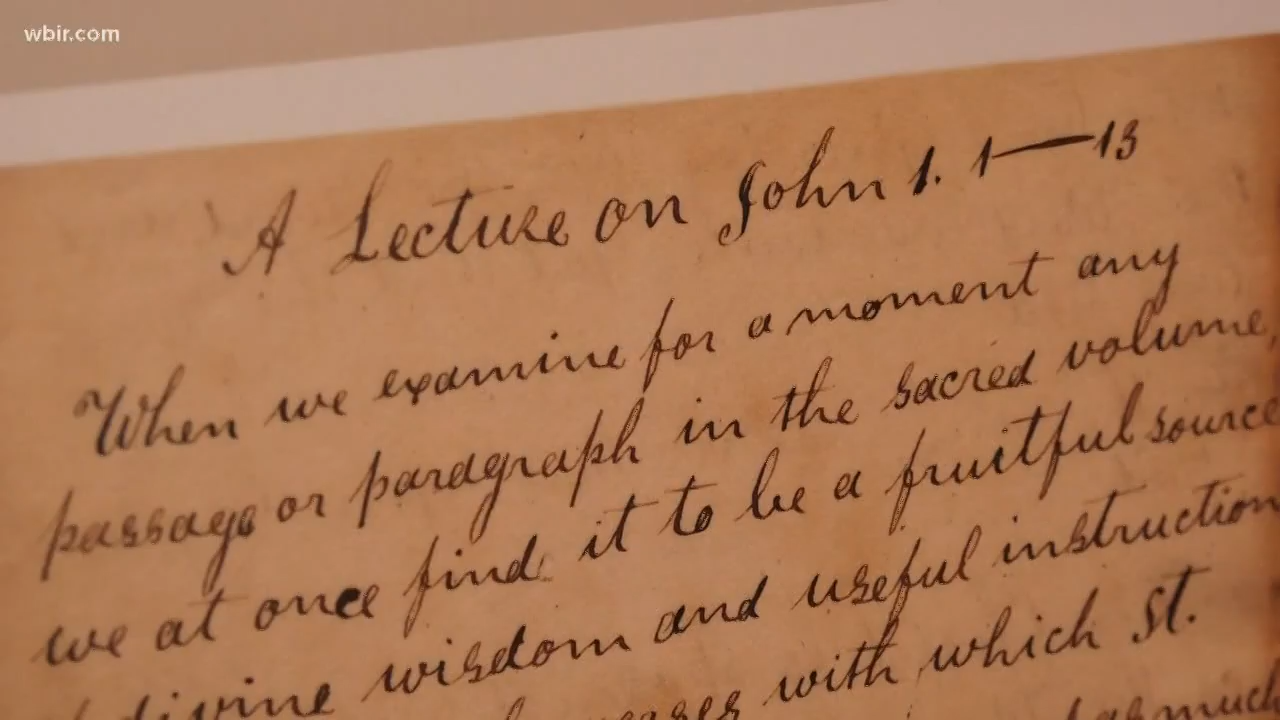 wbir.com
A Lecture on John 1. 1—13
When we examine for a moment any
passage or paragraph in the sacred volume,
we at once find it to be a fruitful source
divine wisdom and useful instruction
with which St.
as much